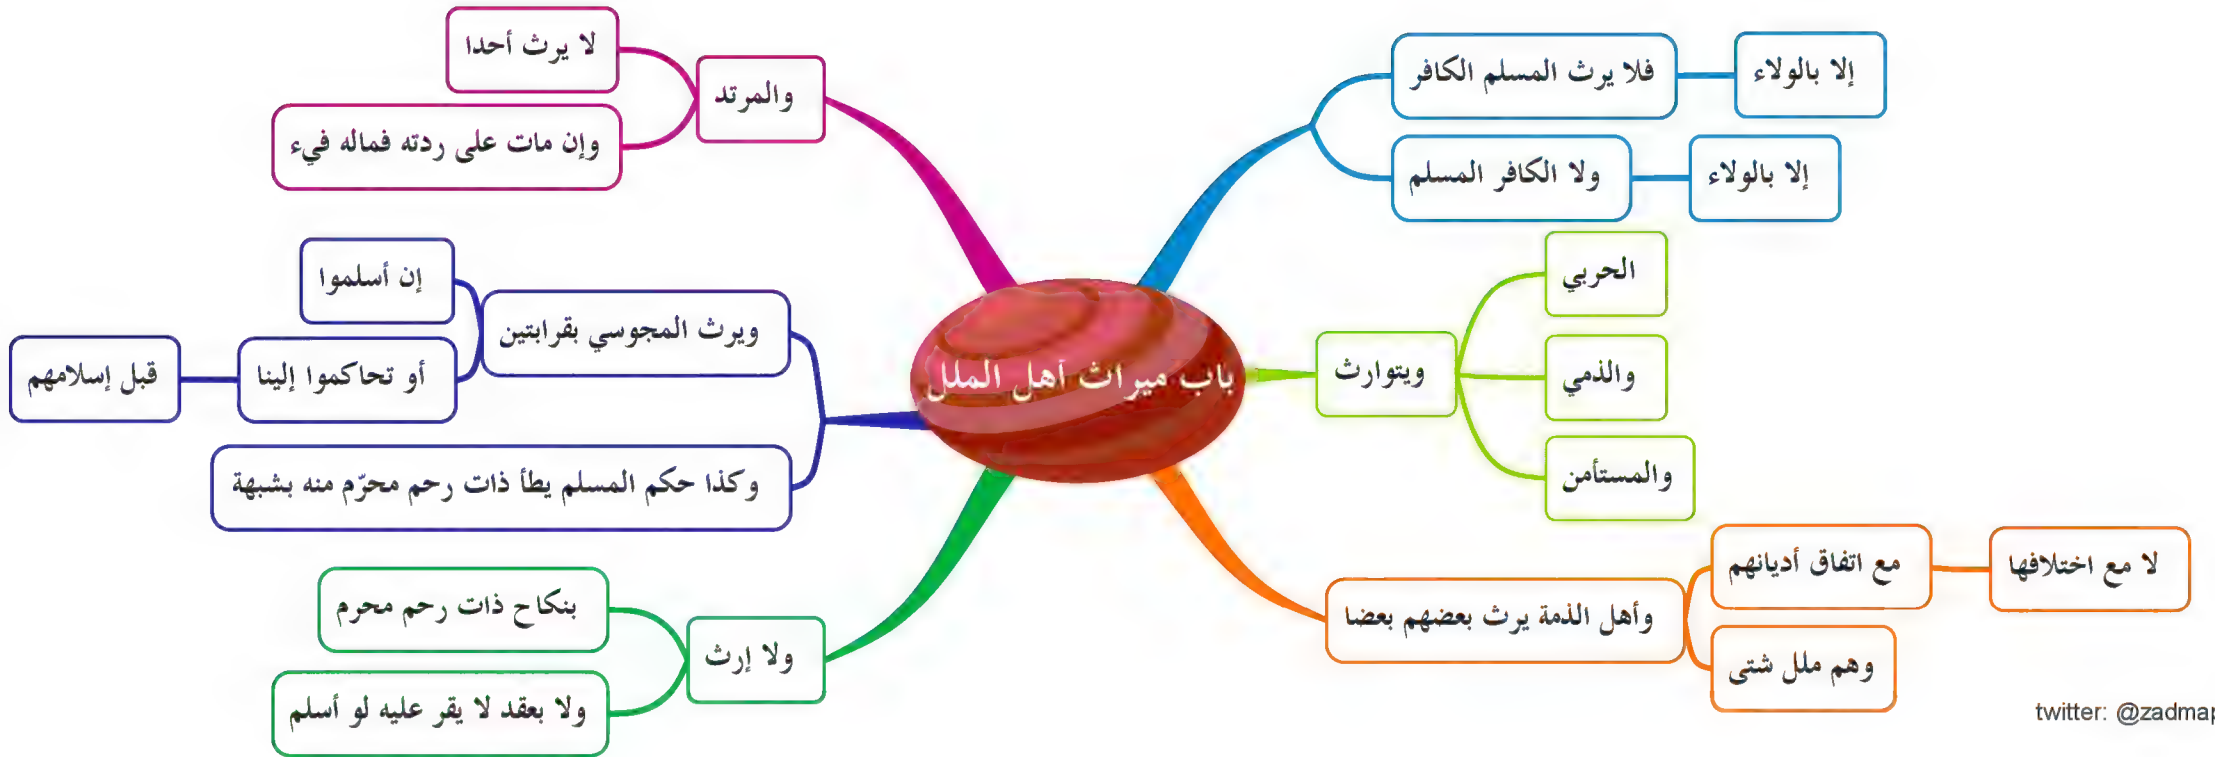 باب ميراث أهل الملل
فلا يرث المسلم الكافر
إلا بالولاء
ولا الكافر المسلم
إلا بالولاء
ويتوارث
الحربي
والذمي
والمستأمن
وأهل الذمة يرث بعضهم بعضا
مع اتفاق أديانهم
لا مع اختلافها
وهم ملل شتى
والمرتد
لا يرث أحدا
وإن مات على ردته فماله فيء
ويرث المجوسي بقرابتين
إن أسلموا
أو تحاكموا إلينا
قبل إسلامهم
وكذا حكم المسلم يطأ ذات رحم محرّم منه بشبهة
ولا إرث
بنكاح ذات رحم محرم
ولا بعقد لا يقر عليه لو أسلم
twitter: @zadmap